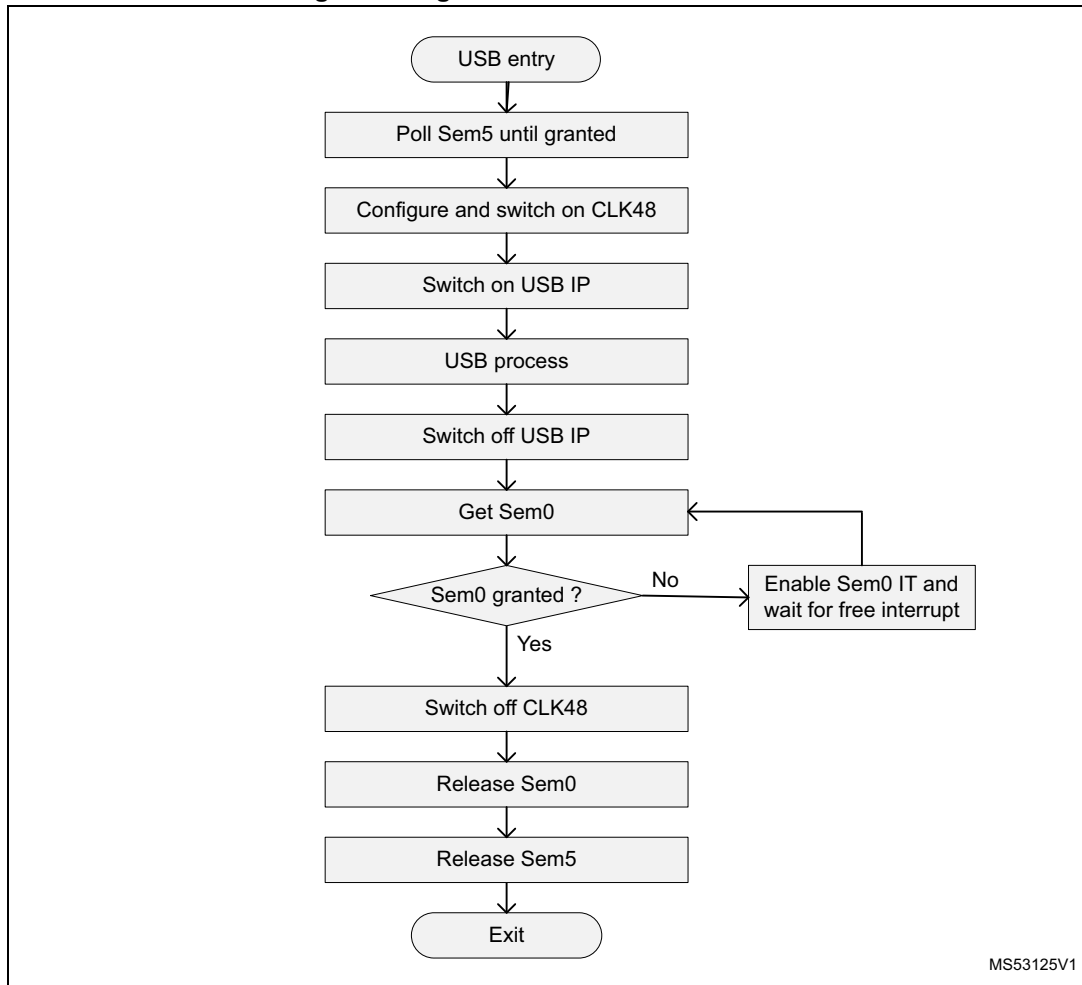 USB entry
Poll Sem5 until granted
Configure and switch on CLK48
Switch on USB IP
USB process
Switch off USB IP
Get Sem0
Sem0 granted ?
No
Enable Sem0 IT and
wait for free interrupt
Yes
Switch off CLK48
Release Sem0
Release Sem5
Exit
MS53125V1